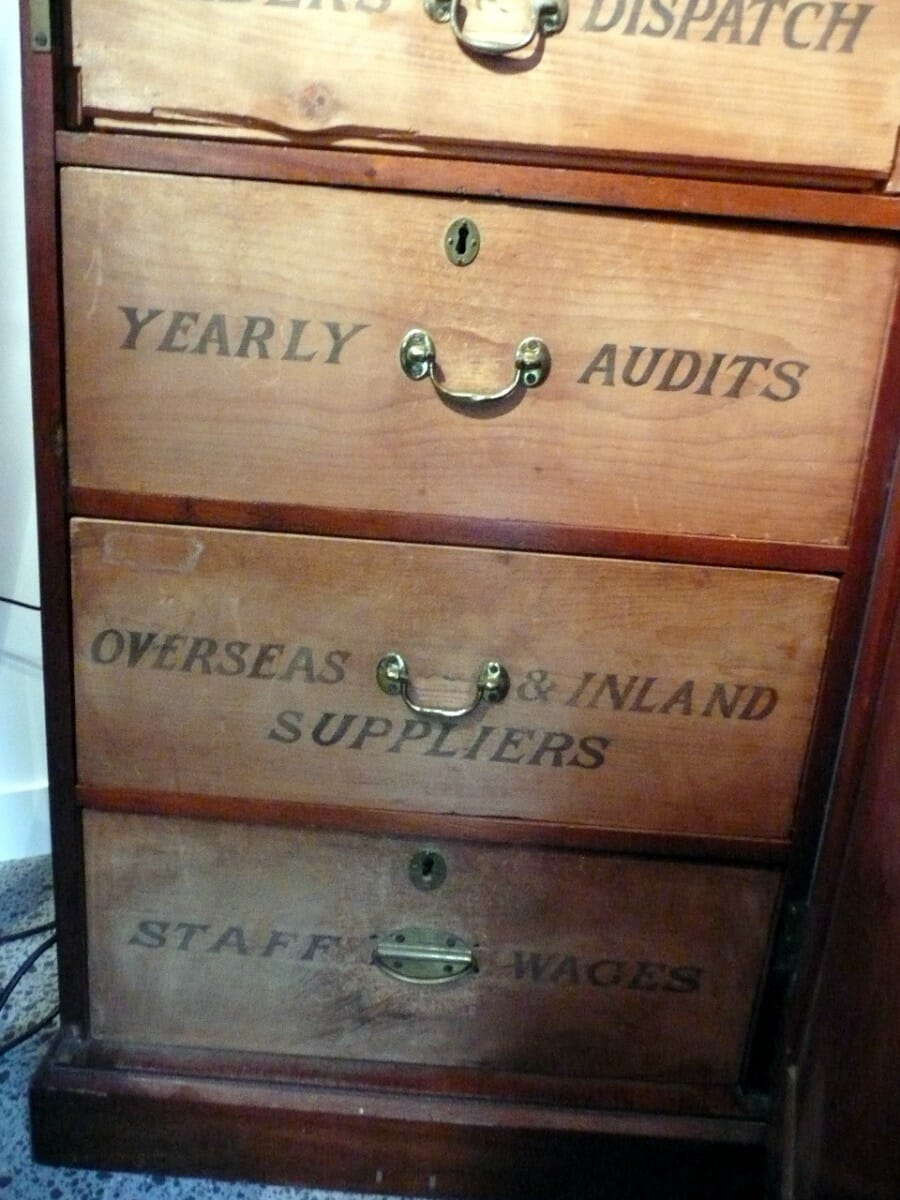 DISPATCH
YEARLY AUDITS
OVERSEAS & INLAND
SUPPLIERS
STAFF WAGES